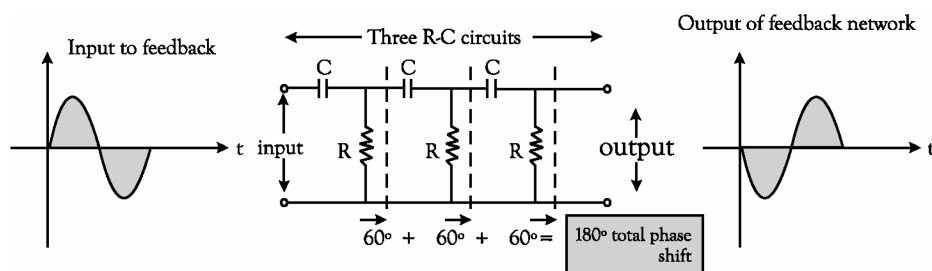 Input to feedback
Three R-C circuits
Output of feedback network
C C C
t input R R R output t
60° + 60° + 60° = 180° total phase
shift